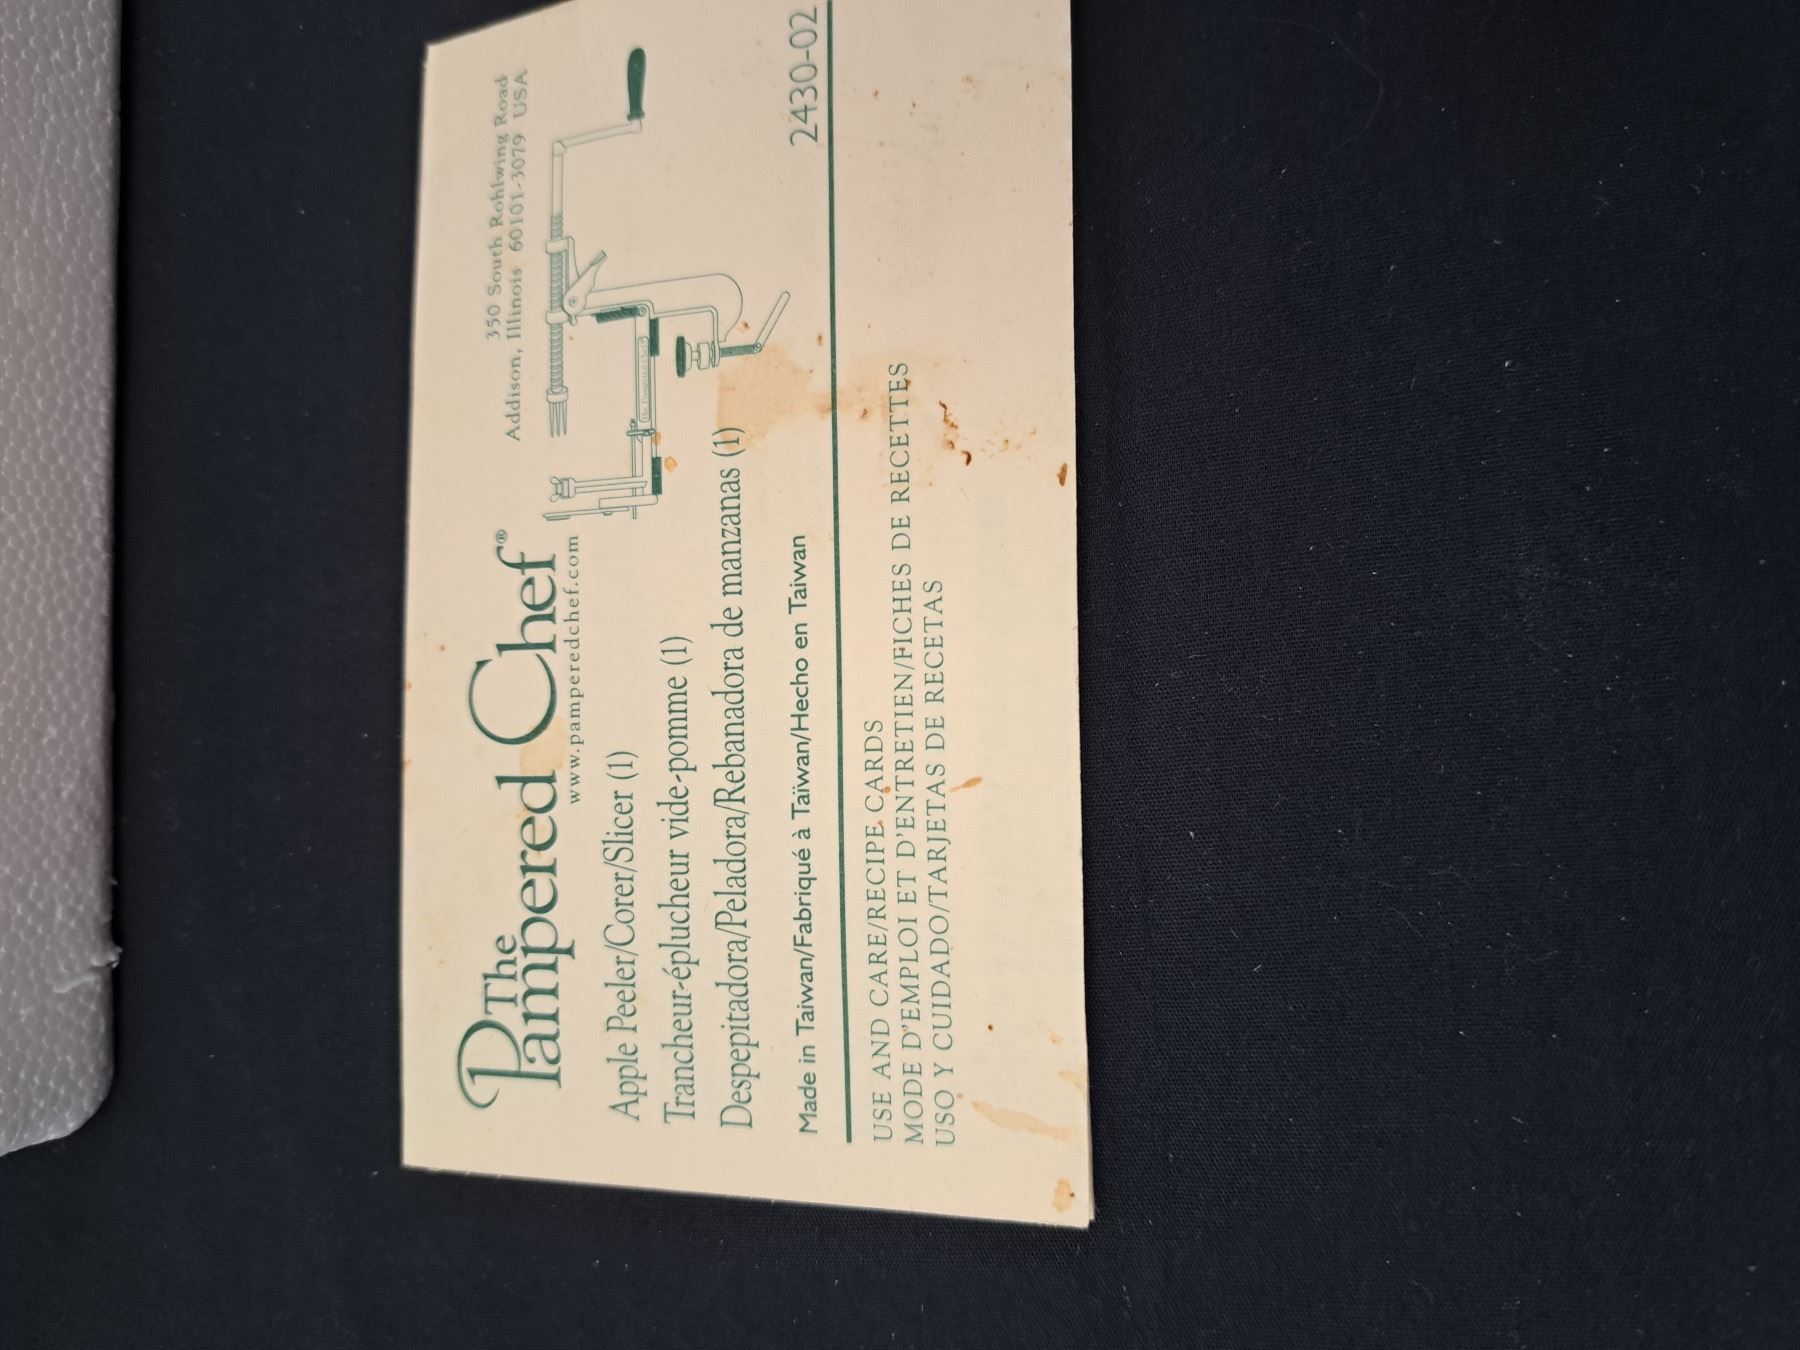 The
Pampered Chef®
www.pamperedchef.com
350 South Rohlwing Road
Addison, Illinois 60101-3079 USA
Apple Peeler/Corer/Slicer (1)
Trancheur-éplucheur vide-pomme (1)
Despepitadora/Peladora/Rebanadora de manzanas (1)
Made in Taiwan/Fabriqué à Taïwan/Hecho en Taiwan
2430-02
USE AND CARE/RECIPE CARDS
MODE D'EMPLOI ET D'ENTRETIEN/FICHES DE RECETTES
USO Y CUIDADO/TARJETAS DE RECETAS